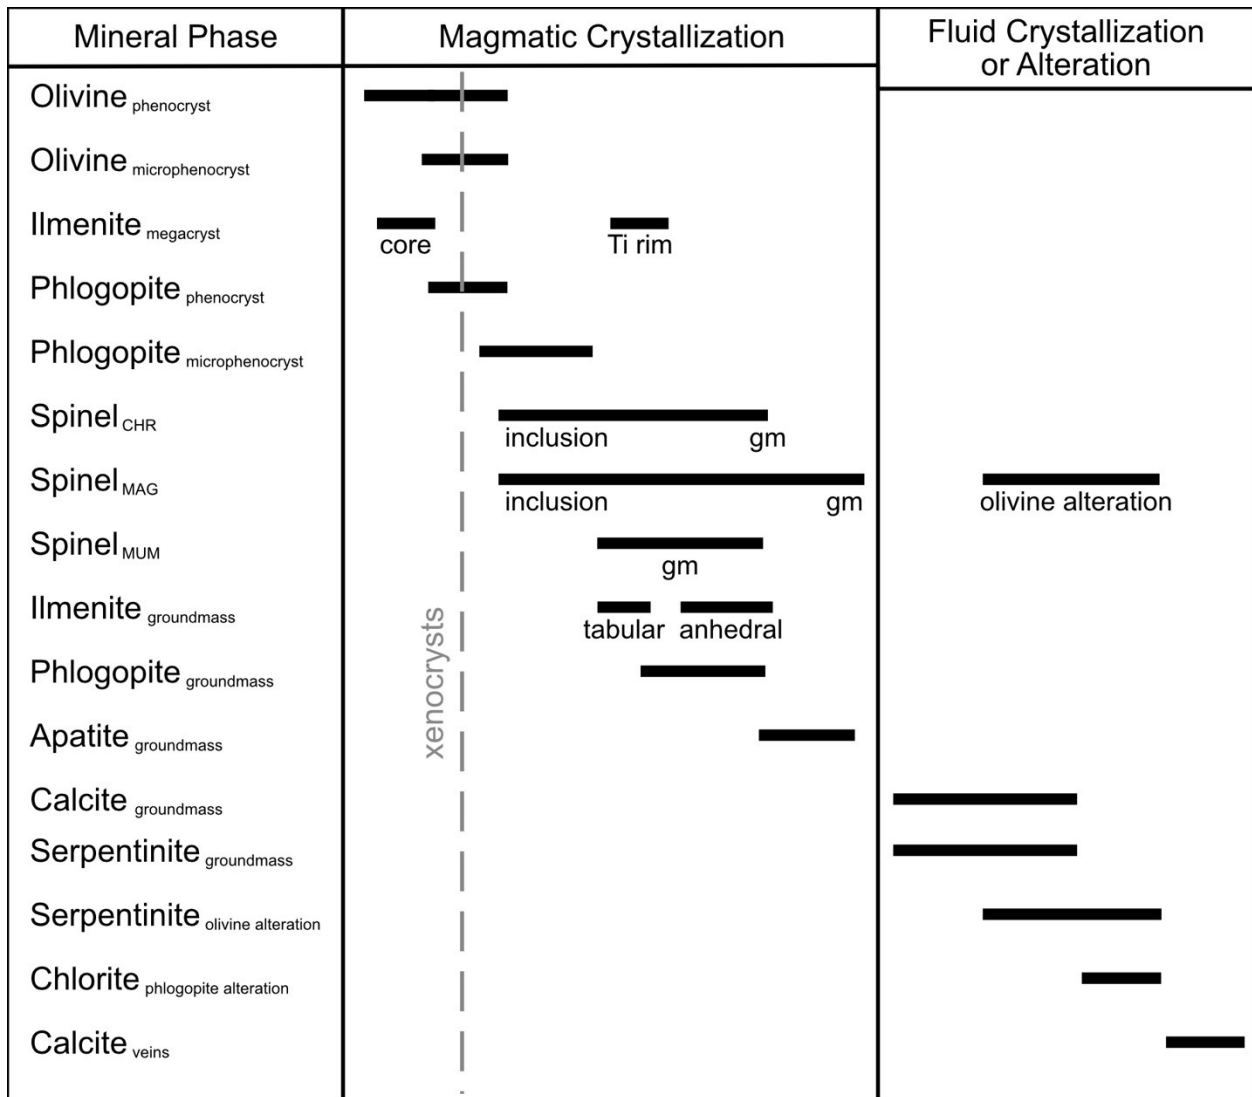 Mineral Phase
Magmatic Crystallization
Fluid Crystallization
or Alteration
Olivine phenocryst
Olivine microphenocryst
Ilmenite megacryst
core
Ti rim
Phlogopite phenocryst
Phlogopite microphenocryst
Spinel CHR
inclusion
gm
Spinel MAG
inclusion
gm
olivine alteration
Spinel MUM
gm
Ilmenite groundmass
tabular
anhedral
xenocrysts
Phlogopite groundmass
Apatite groundmass
Calcite groundmass
Serpentinite groundmass
Serpentinite olivine alteration
Chlorite phlogopite alteration
Calcite veins